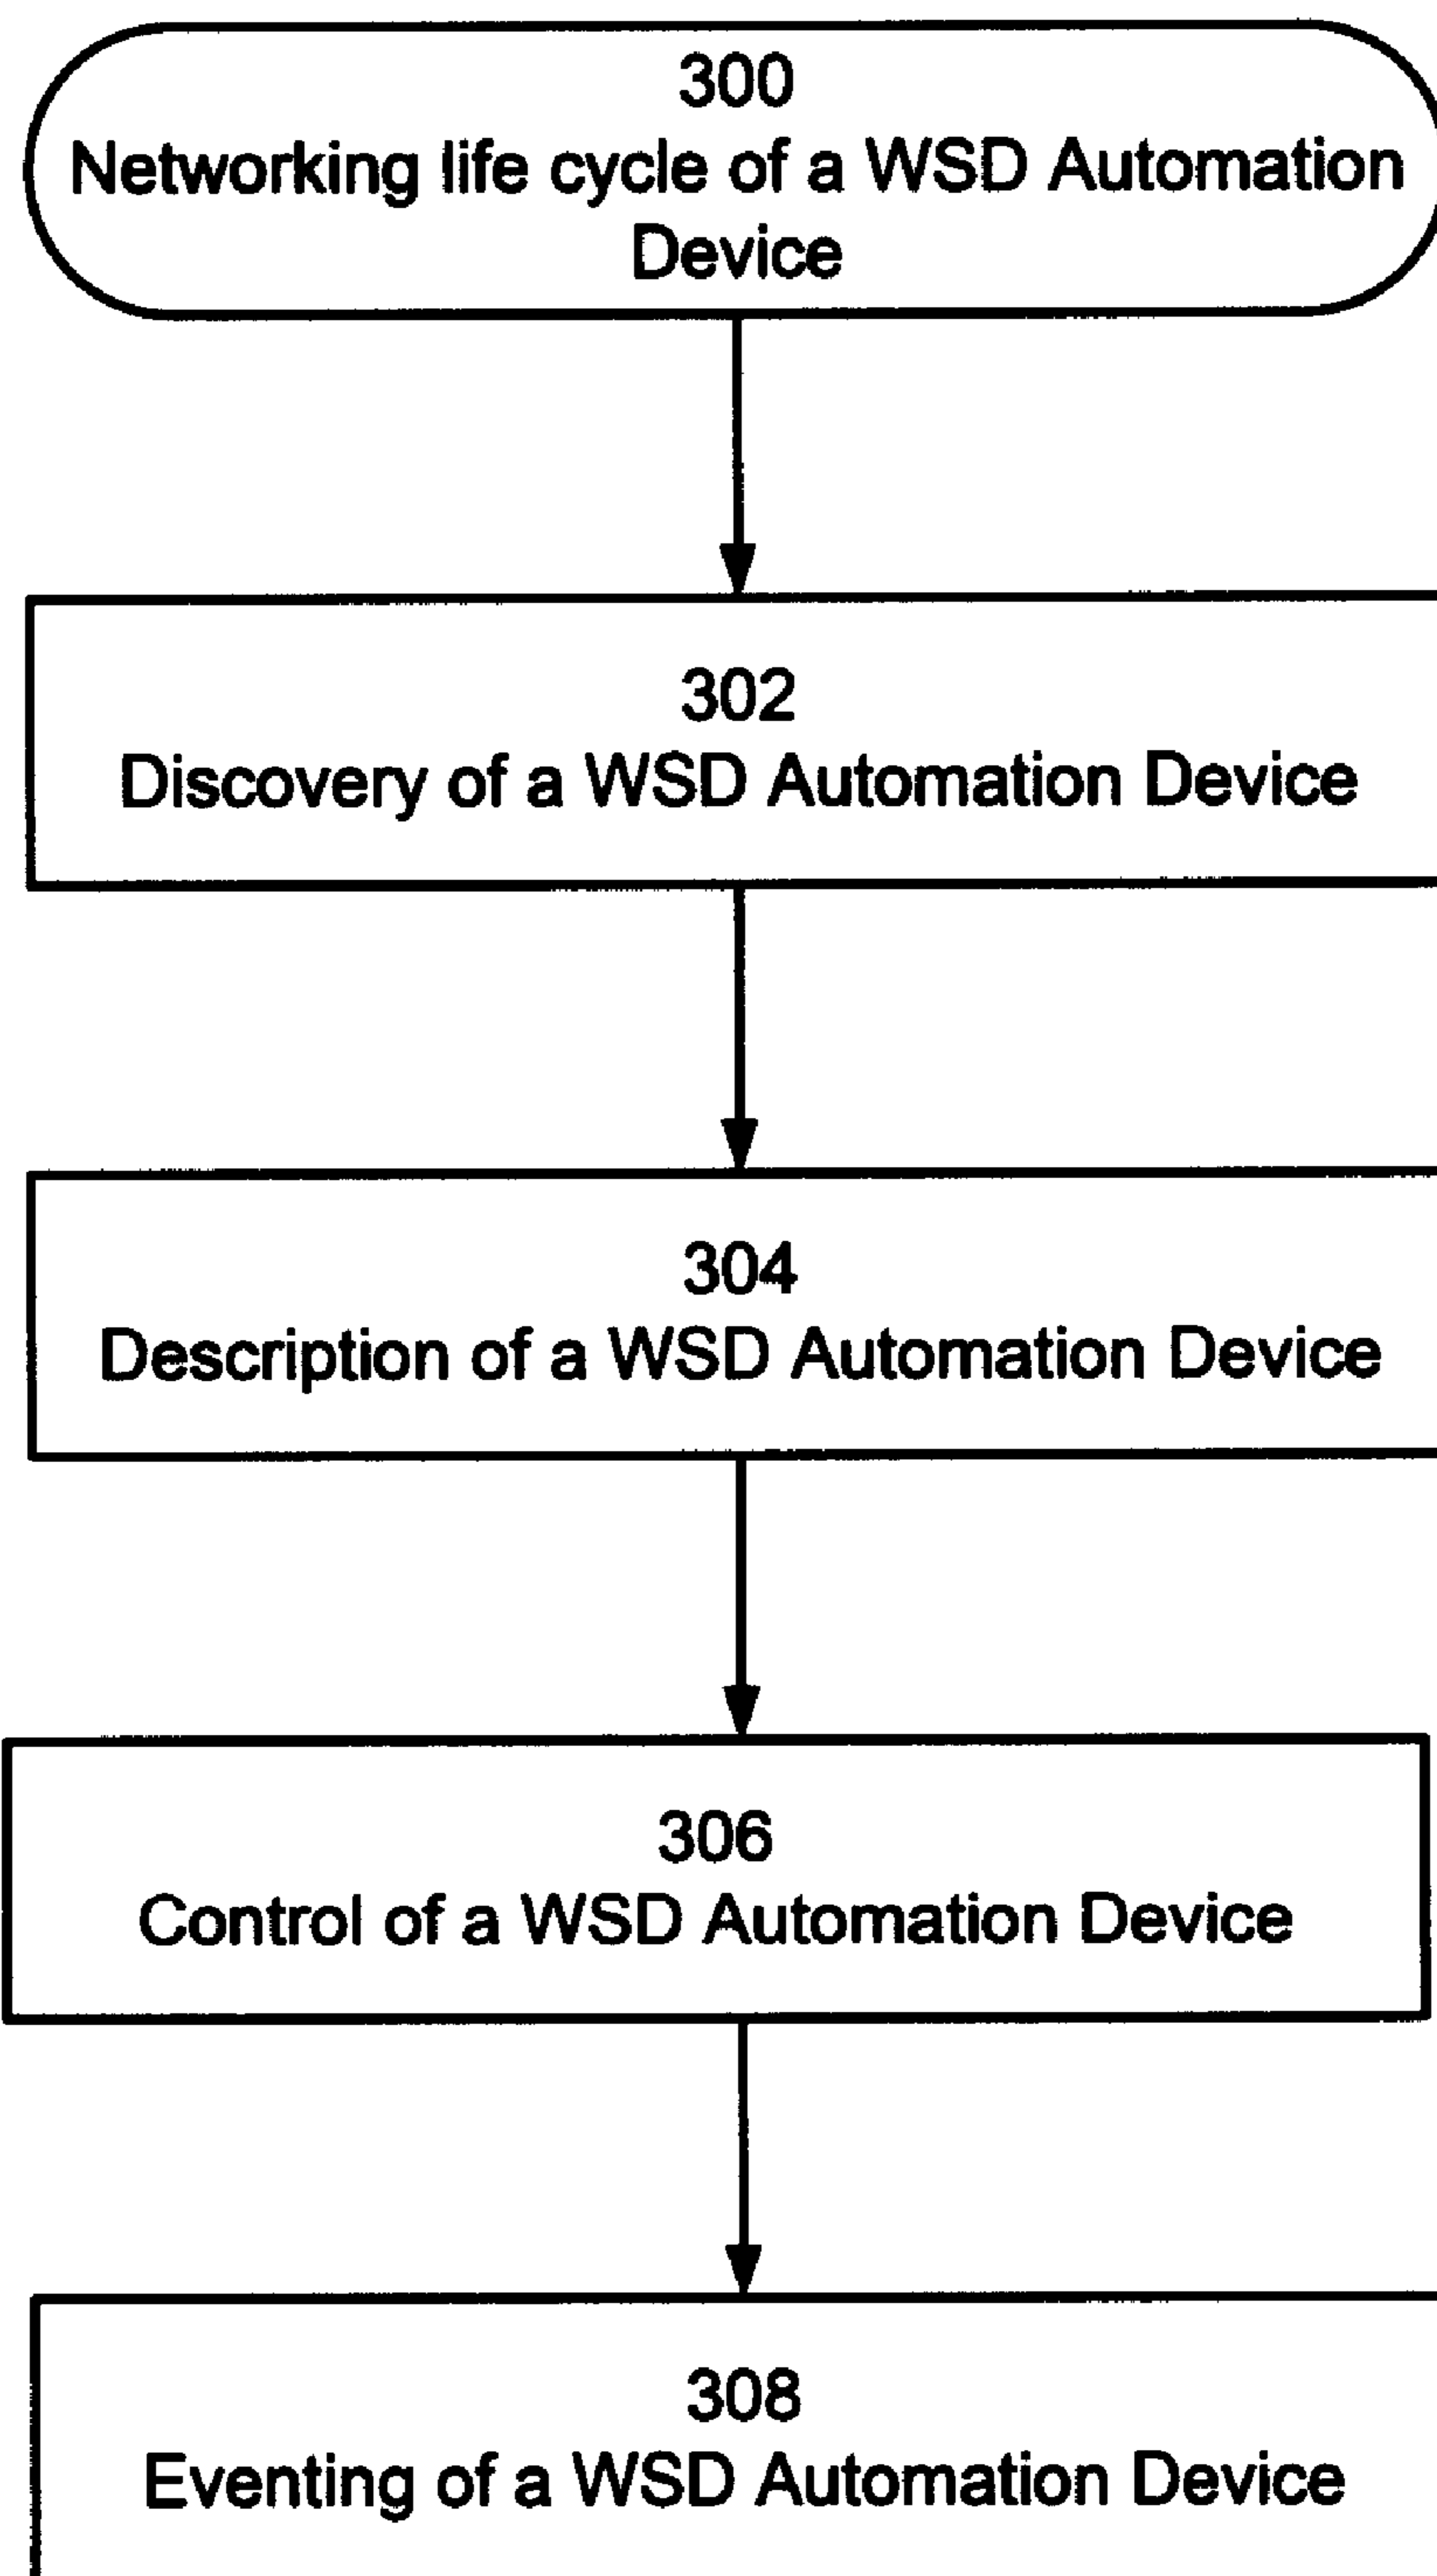 300
Networking life cycle of a WSD Automation
Device
302
Discovery of a WSD Automation Device
304
Description of a WSD Automation Device
306
Control of a WSD Automation Device
308
Eventing of a WSD Automation Device